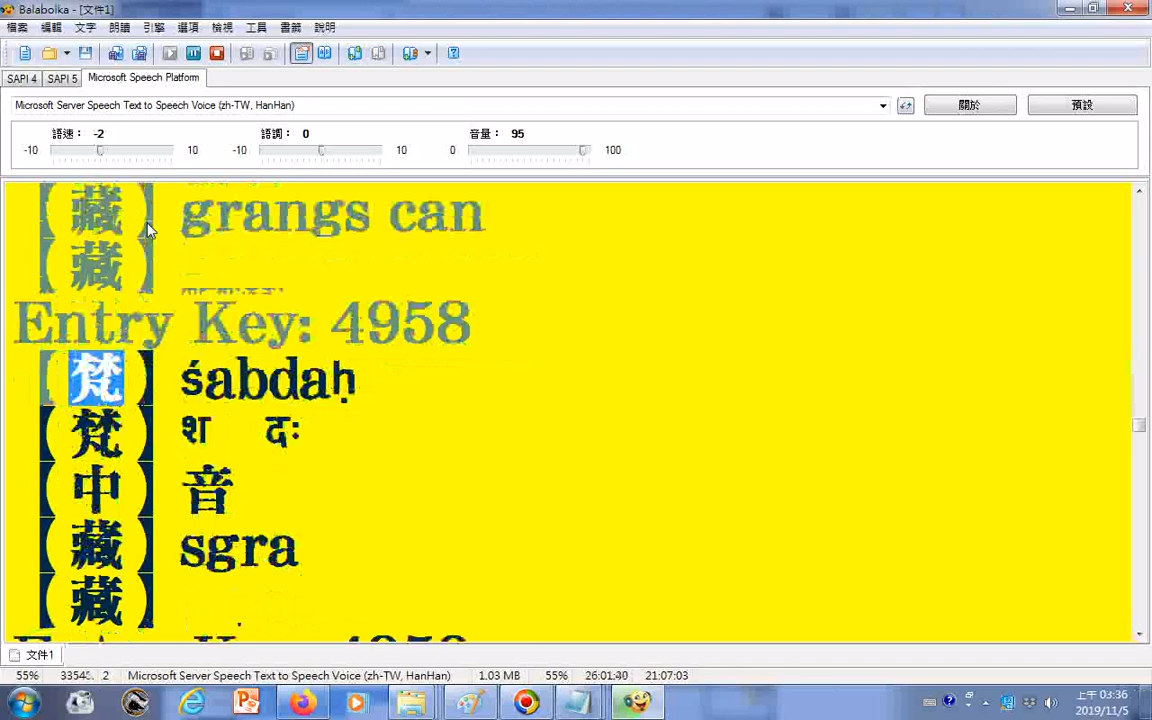 Balabolka - [文件1]
檔案 編輯 文字 朗讀 引擎 選項 檢視 工具 書籤 說明
SAPI 4 SAPI 5 Microsoft Speech Platform
Microsoft Server Speech Text to Speech Voice (zh-TW, HanHan) 關於 預設
語速： -2 語調： 0 音量： 95
-10 10 -10 10 0 100
【藏】 grangs can
【藏】
Entry Key: 4958
【梵】 śabdaḥ
【梵】 श दः
【中】 音
【藏】 sgra
【藏】
文件1
55% Microsoft Server Speech Text to Speech Voice (zh-TW, HanHan) 1.03 MB 55% 26:01:40 21:07:03
上午 03:36
2019/11/5